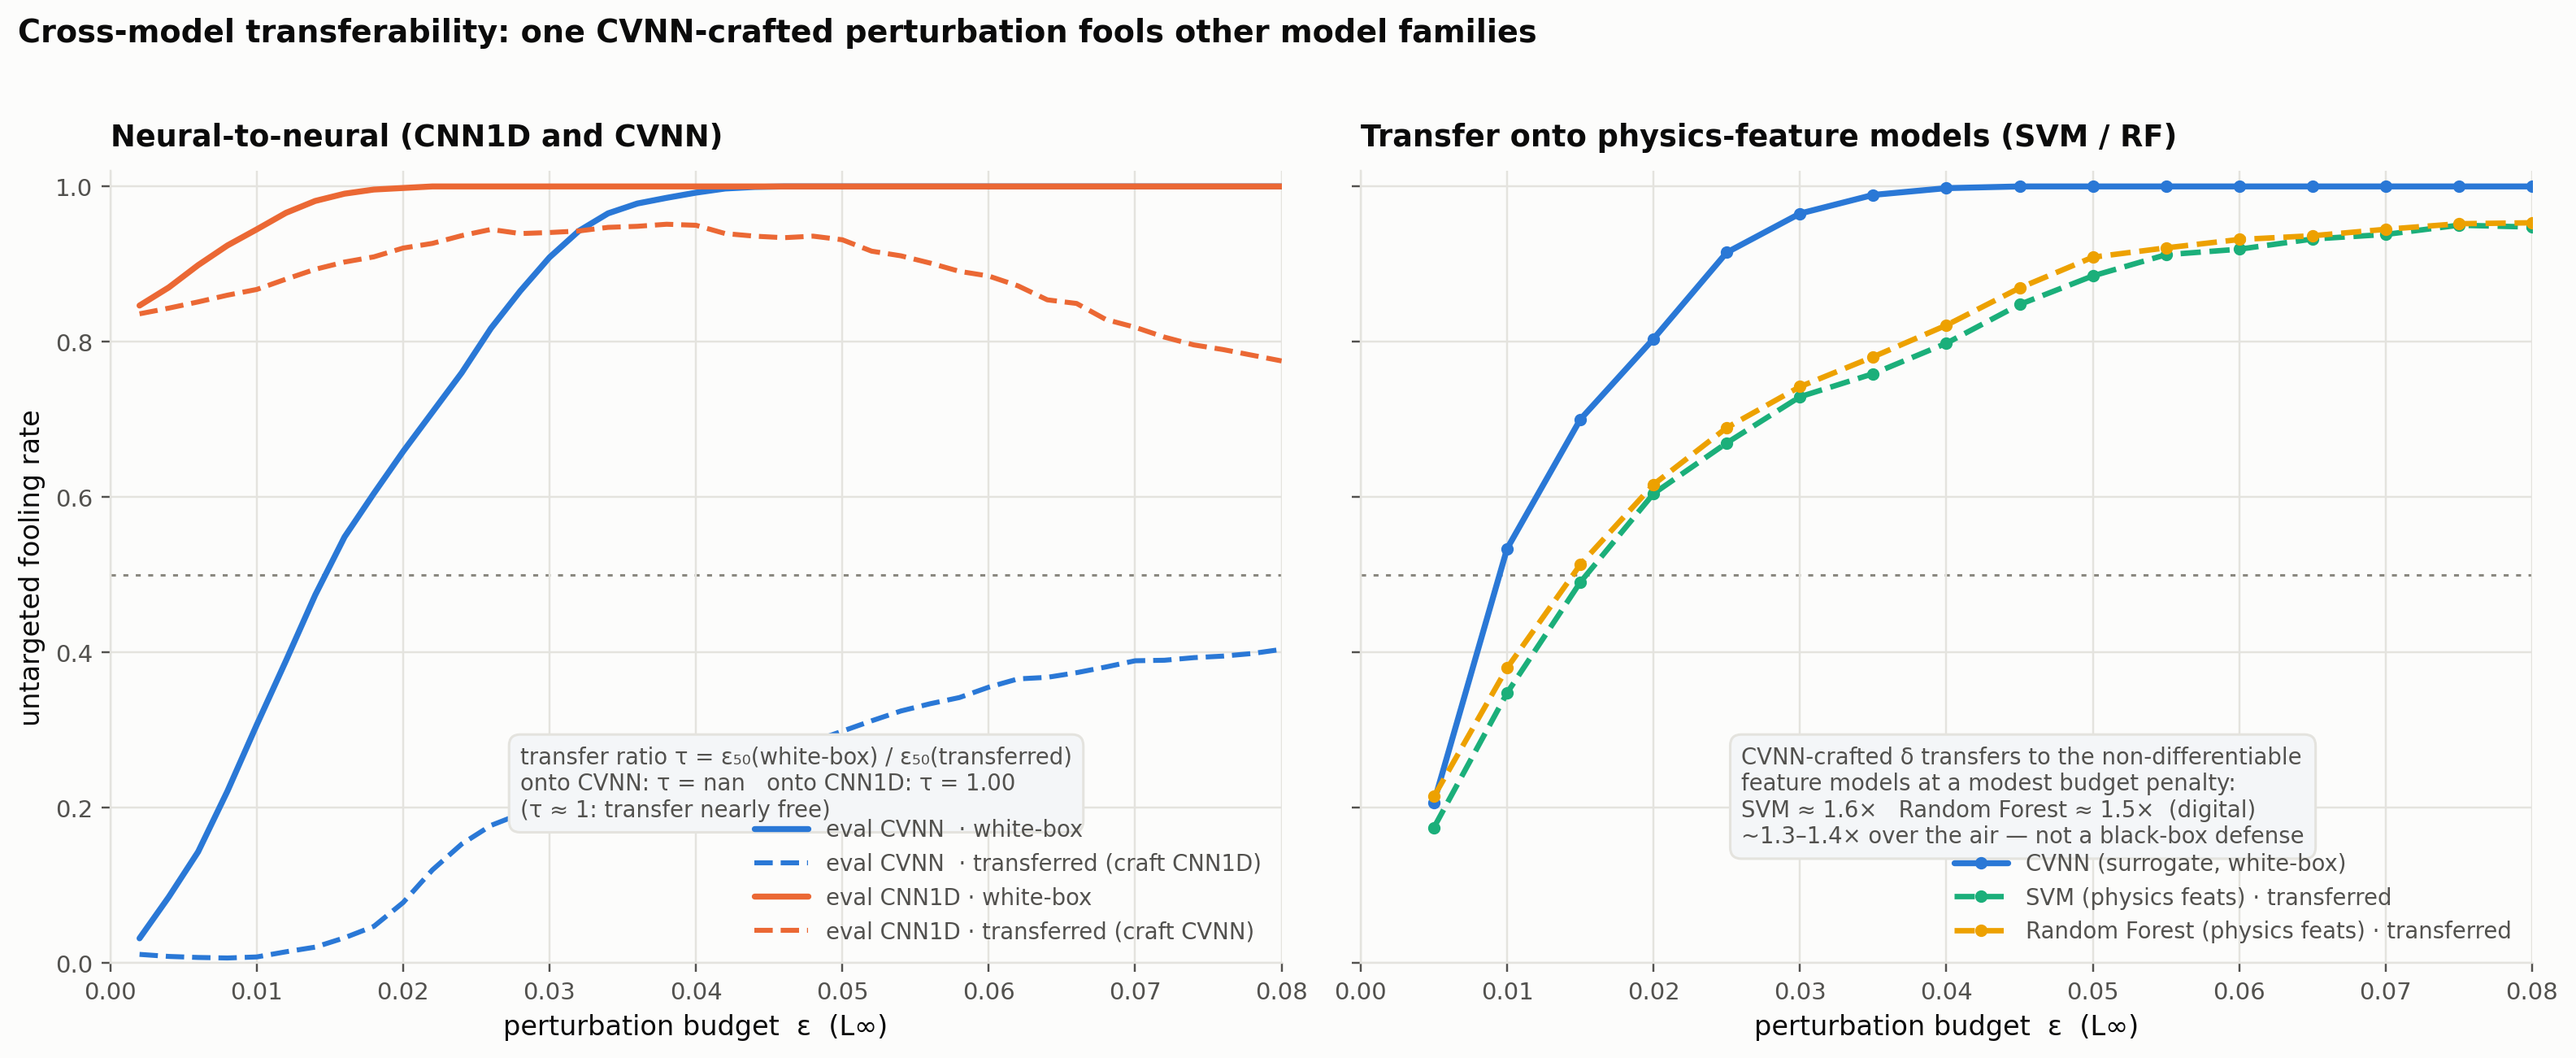 Cross-model transferability: one CVNN-crafted perturbation fools other model families
Neural-to-neural (CNN1D and CVNN)
untargeted fooling rate
1.0
0.8
0.6
0.4
0.2
0.0
transfer ratio τ = ε₅₀(white-box) / ε₅₀(transferred)
onto CVNN: τ = nan   onto CNN1D: τ = 1.00
(τ ≈ 1: transfer nearly free)
eval CVNN  · white-box
eval CVNN  · transferred (craft CNN1D)
eval CNN1D · white-box
eval CNN1D · transferred (craft CVNN)
0.00 0.01 0.02 0.03 0.04 0.05 0.06 0.07 0.08
perturbation budget  ε  (L∞)
Transfer onto physics-feature models (SVM / RF)
CVNN-crafted δ transfers to the non-differentiable
feature models at a modest budget penalty:
SVM ≈ 1.6×   Random Forest ≈ 1.5×  (digital)
~1.3–1.4× over the air — not a black-box defense
CVNN (surrogate, white-box)
SVM (physics feats) · transferred
Random Forest (physics feats) · transferred
0.00 0.01 0.02 0.03 0.04 0.05 0.06 0.07 0.08
perturbation budget  ε  (L∞)